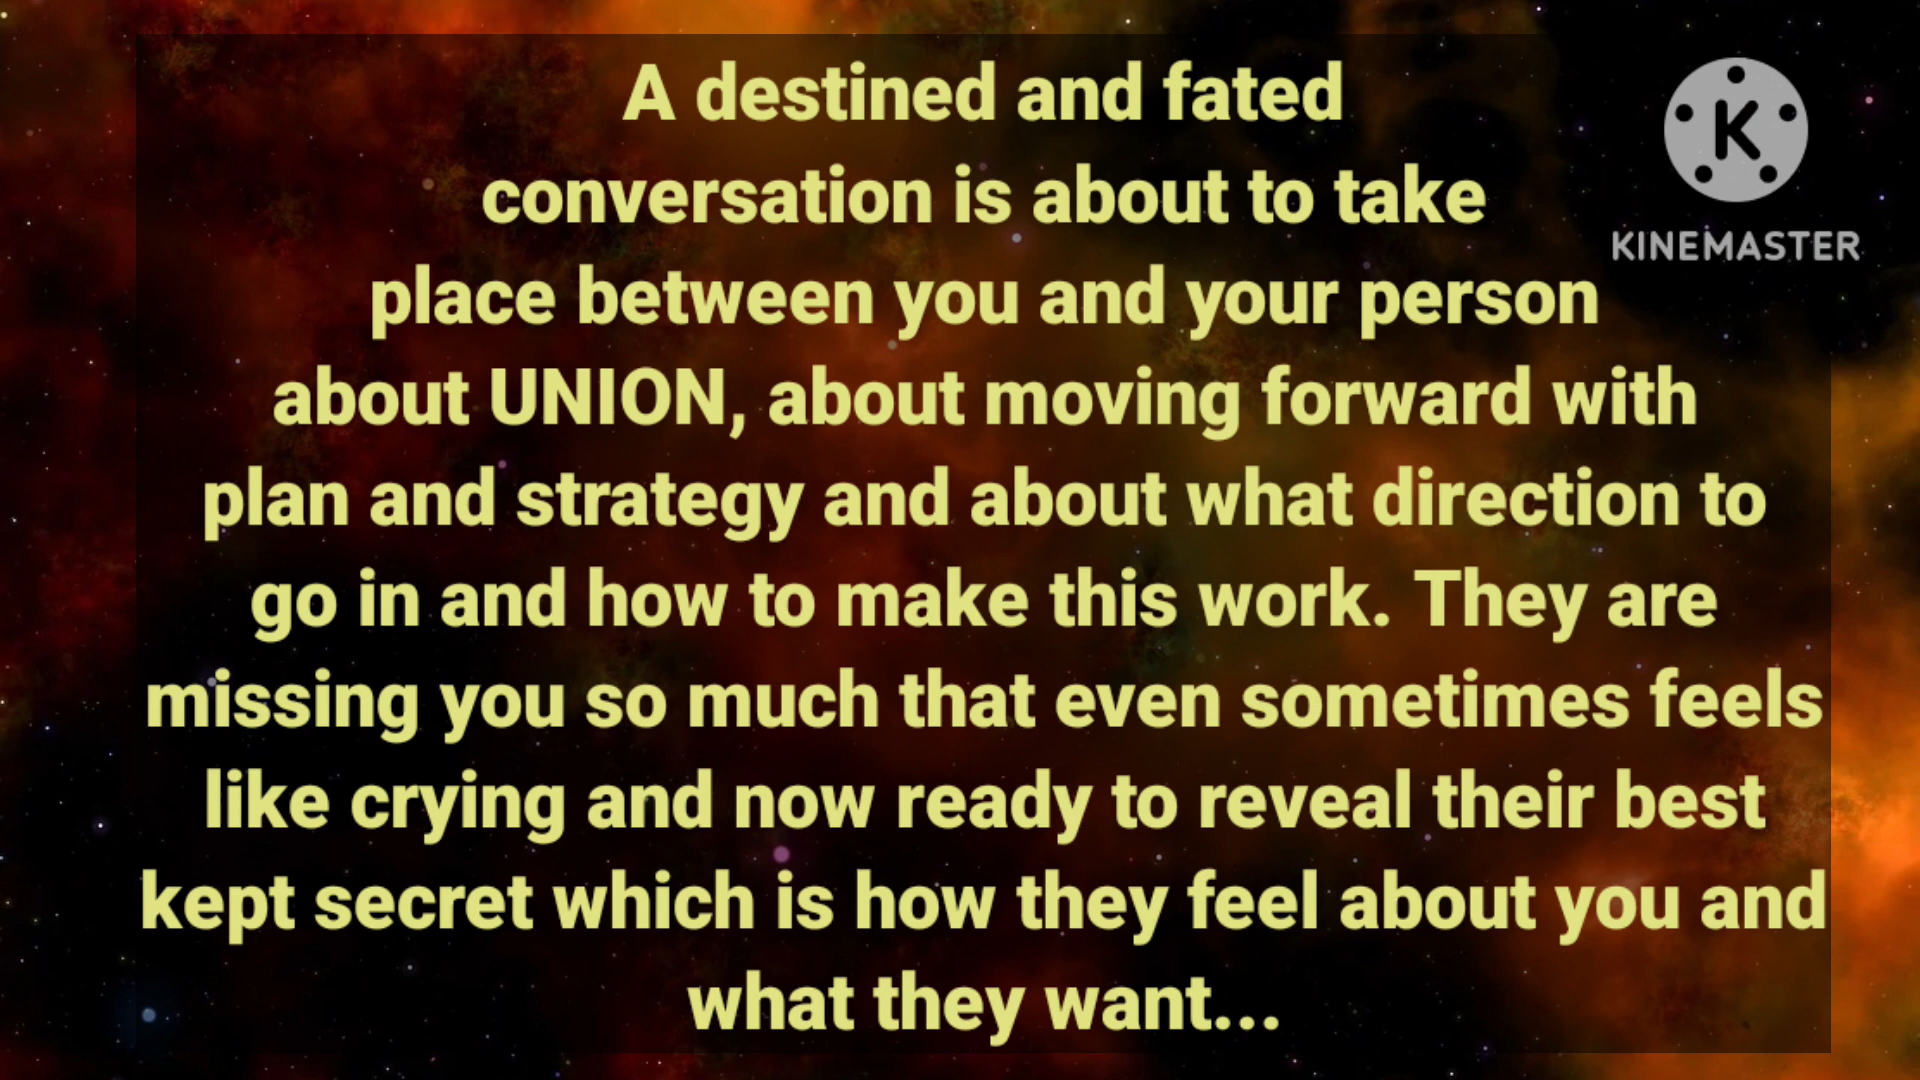 A destined and fated
conversation is about to take
place between you and your person
about UNION, about moving forward with
plan and strategy and about what direction to
go in and how to make this work. They are
missing you so much that even sometimes feels
like crying and now ready to reveal their best
kept secret which is how they feel about you and
what they want...
K
KINEMASTER